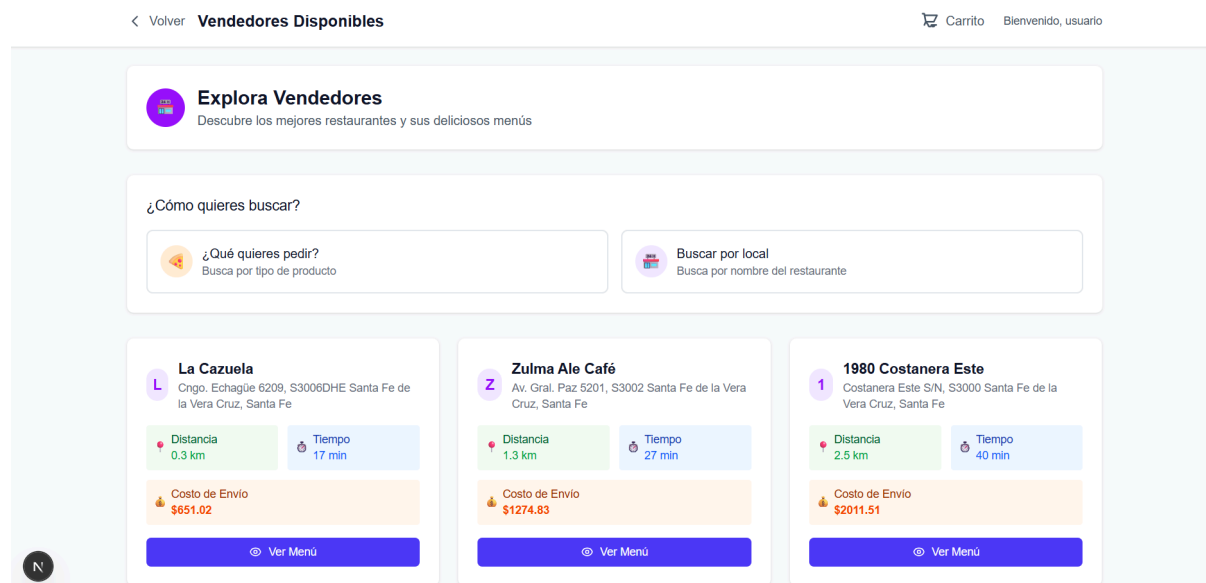 Volver Vendedores Disponibles Carrito Bienvenido, usuario
Explora Vendedores
Descubre los mejores restaurantes y sus deliciosos menús
¿Cómo quieres buscar?
¿Qué quieres pedir?
Busca por tipo de producto
Buscar por local
Busca por nombre del restaurante
L
La Cazuela
Cngo. Echagüe 6209, S3006DHE Santa Fe de
la Vera Cruz, Santa Fe
Distancia
0.3 km
Tiempo
17 min
Costo de Envío
$651.02
Ver Menú
Z
Zulma Ale Café
Av. Gral. Paz 5201, S3002 Santa Fe de la Vera
Cruz, Santa Fe
Distancia
1.3 km
Tiempo
27 min
Costo de Envío
$1274.83
Ver Menú
1
1980 Costanera Este
Costanera Este S/N, S3000 Santa Fe de la
Vera Cruz, Santa Fe
Distancia
2.5 km
Tiempo
40 min
Costo de Envío
$2011.51
Ver Menú
N